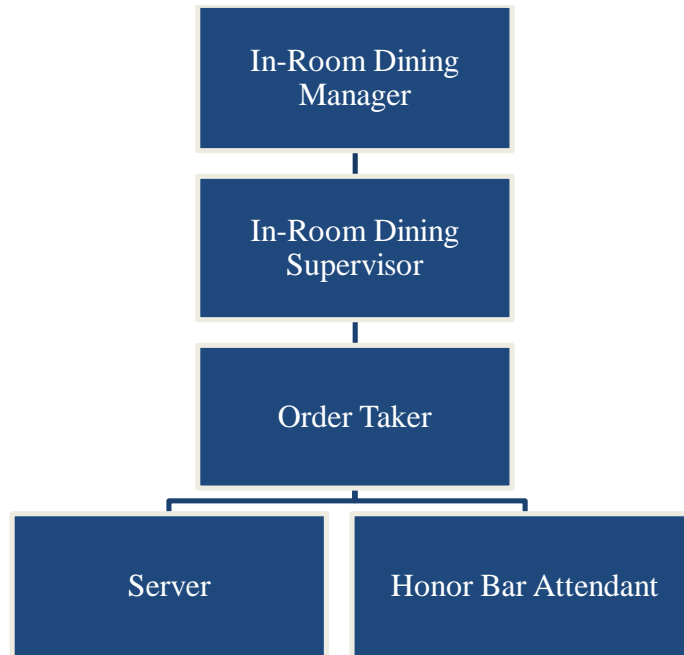 In-Room Dining
Manager
In-Room Dining
Supervisor
Order Taker
Server
Honor Bar Attendant